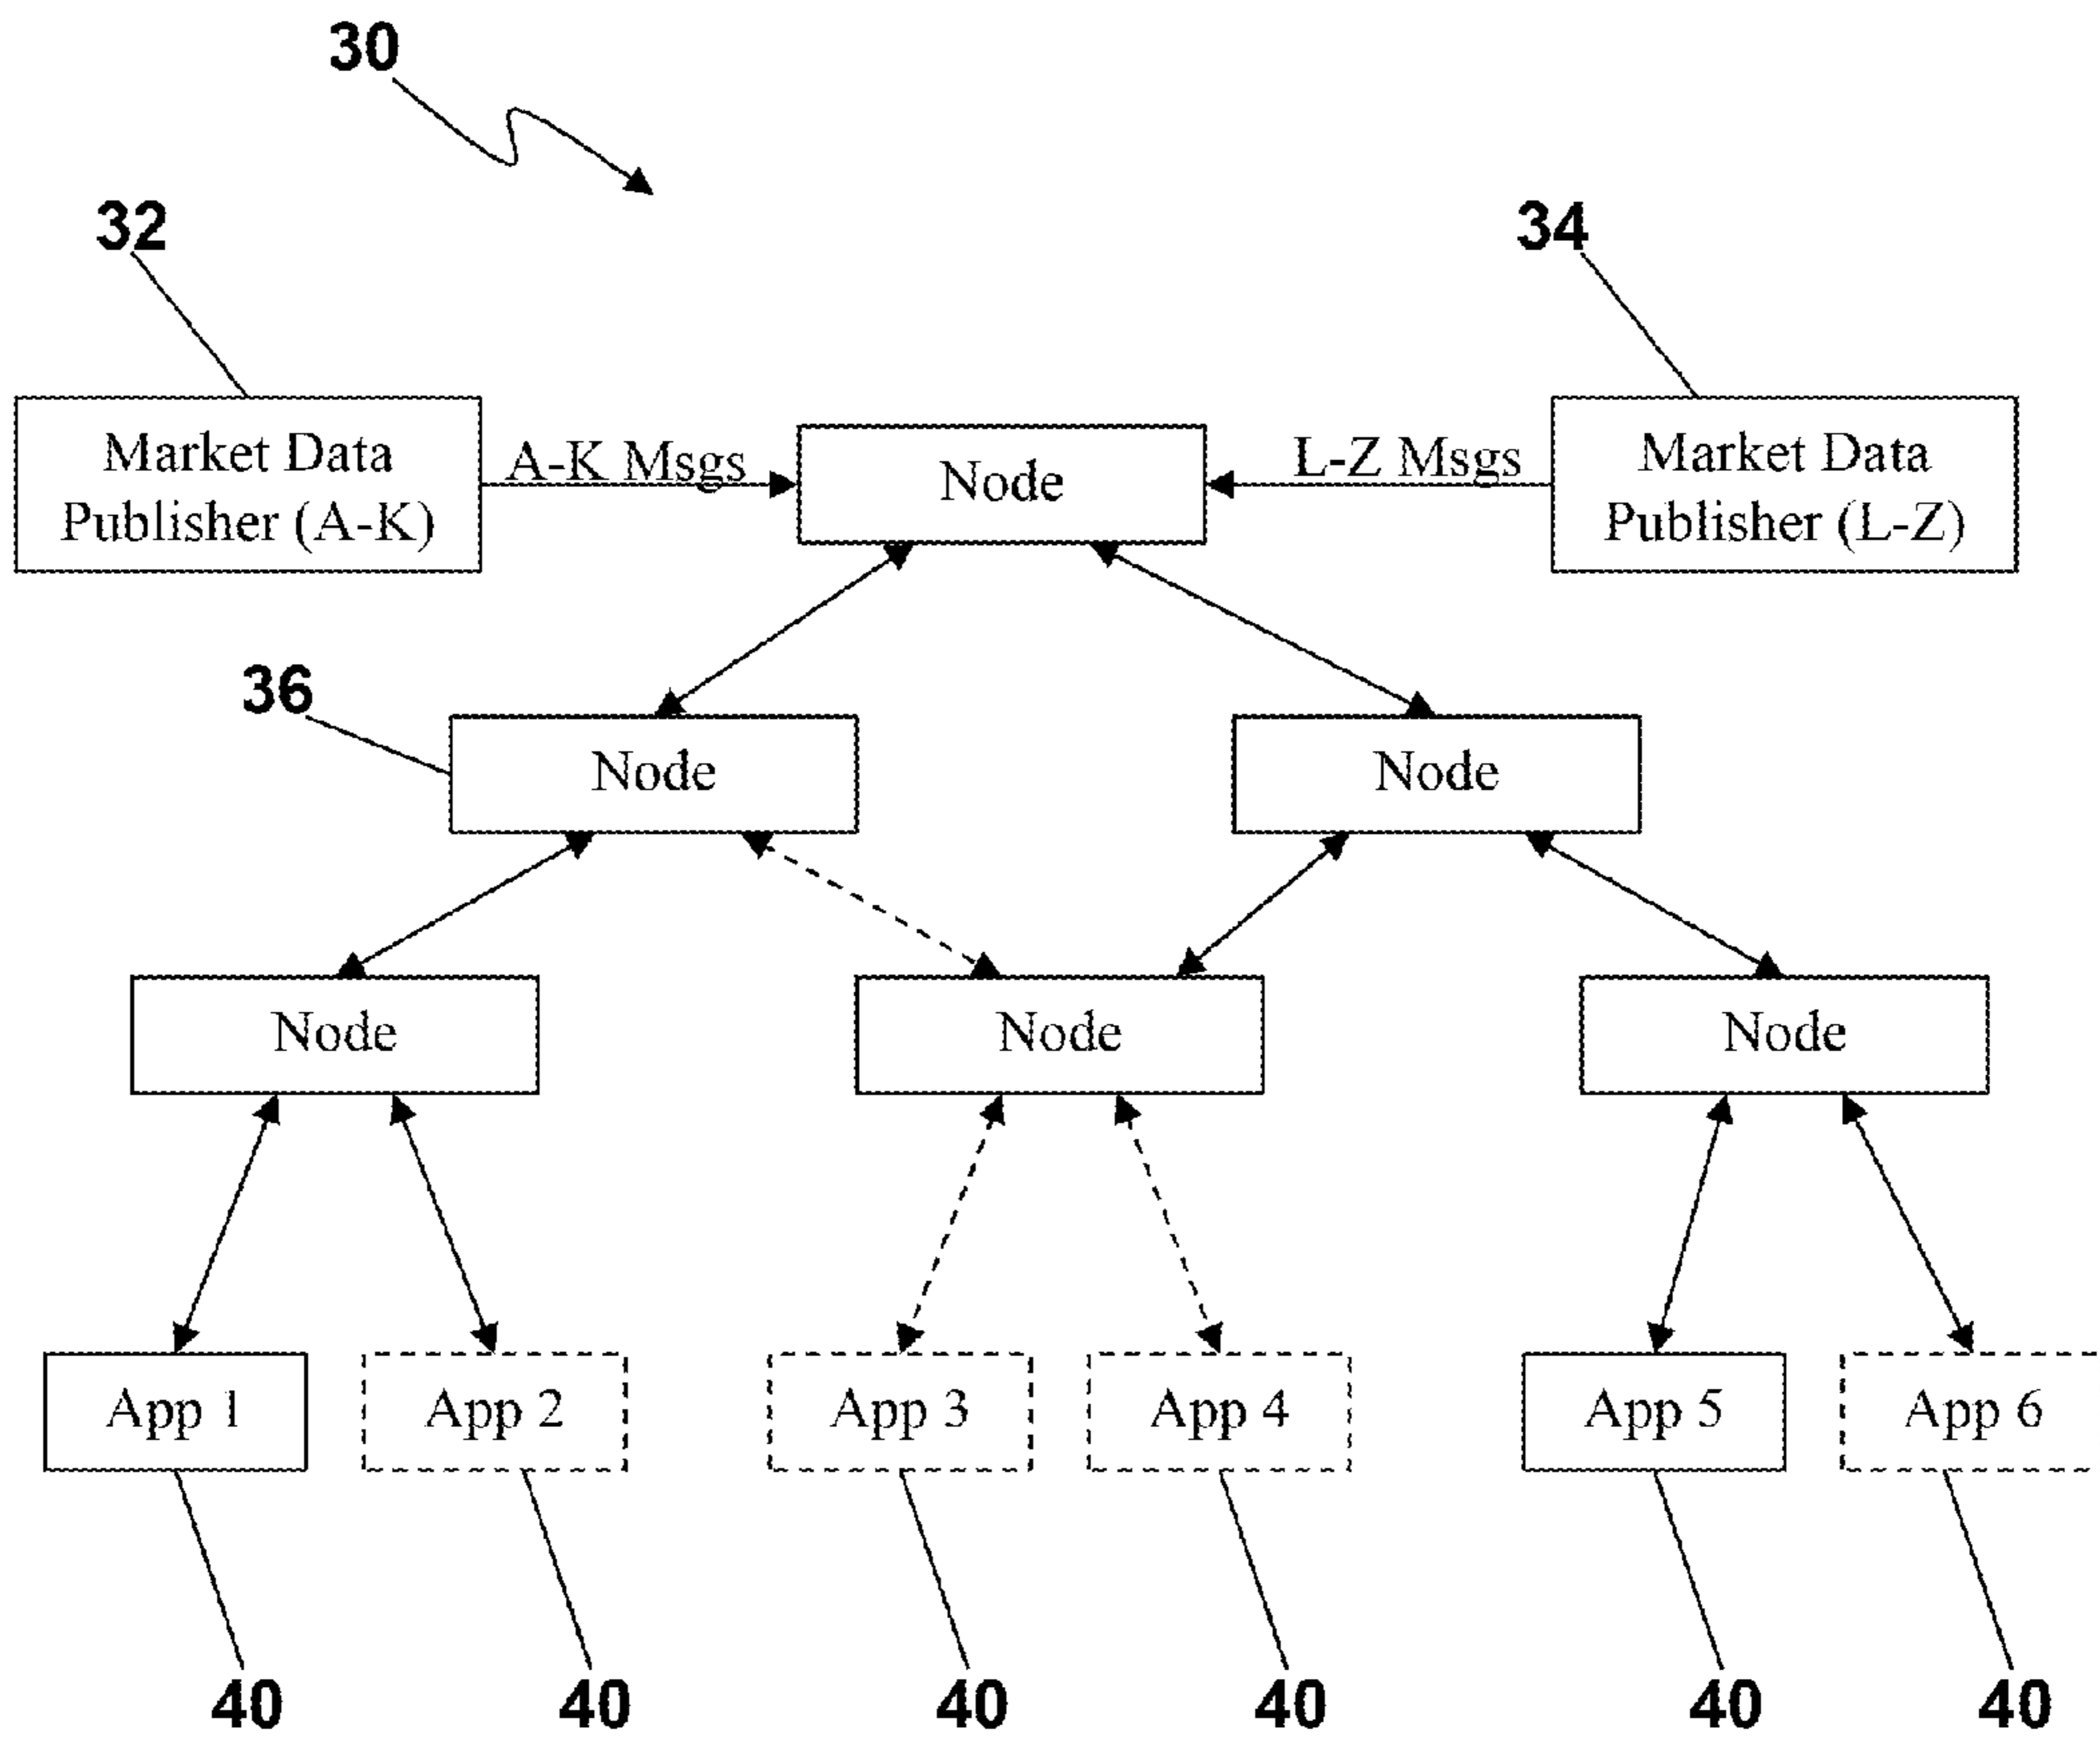 30
32
34
Market Data
Publisher (A-K)
A-K Msgs
Node
L-Z Msgs
Market Data
Publisher (L-Z)
36
Node
Node
Node
Node
Node
App 1
App 2
App 3
App 4
App 5
App 6
40
40
40
40
40
40